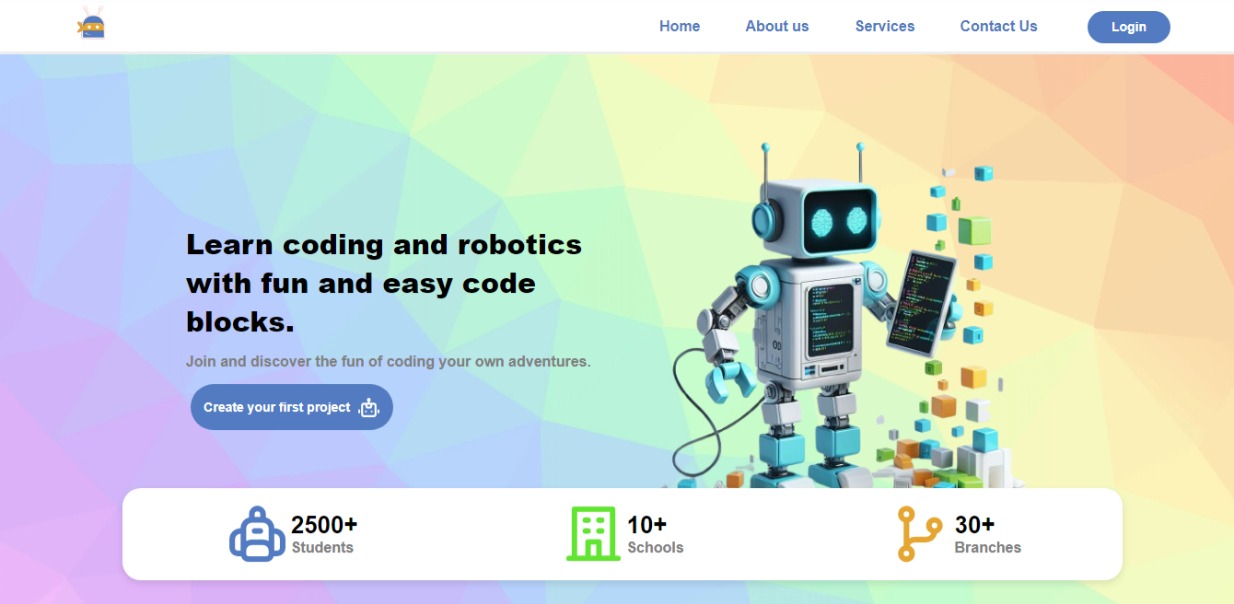 Home
About us
Services
Contact Us
Login
Learn coding and robotics
with fun and easy code
blocks.
Join and discover the fun of coding your own adventures.
Create your first project
2500+
Students
10+
Schools
30+
Branches